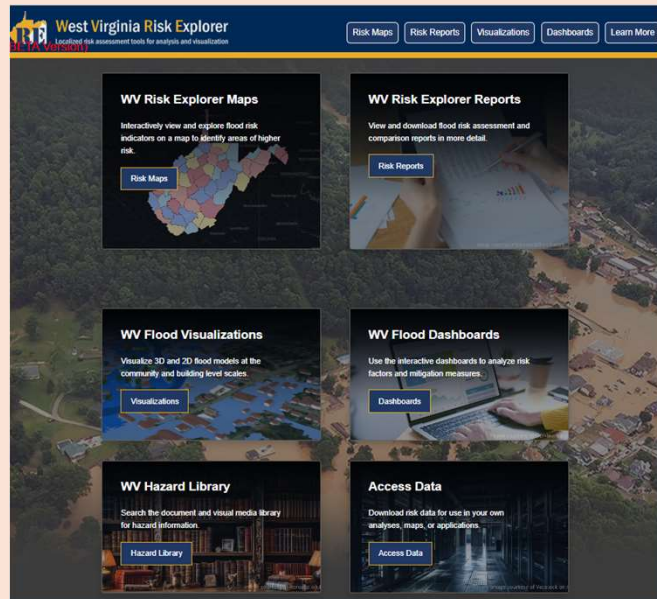 West Virginia Risk Explorer
Localized risk assessment tools for analysis and visualization
BETA Version)
Risk Maps
Risk Reports
Visualizations
Dashboards
Learn More
WV Risk Explorer Maps
Interactively view and explore flood risk
indicators on a map to identify areas of higher
risk.
Risk Maps
WV Risk Explorer Reports
View and download flood risk assessment and
comparison reports in more detail.
Risk Reports
WV Flood Visualizations
Visualize 3D and 2D flood models at the
community and building level scales.
Visualizations
WV Flood Dashboards
Use the interactive dashboards to analyze risk
factors and mitigation measures.
Dashboards
WV Hazard Library
Search the document and visual media library
for hazard information.
Hazard Library
Access Data
Download risk data for use in your own
analyses, maps, or applications.
Access Data